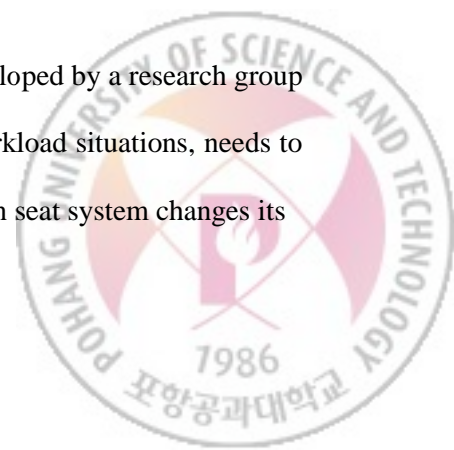 loped by a research group
rkload situations, needs to
n seat system changes its
POHANG UNIVERSITY OF SCIENCE AND TECHNOLOGY
1986
포항공과대학교